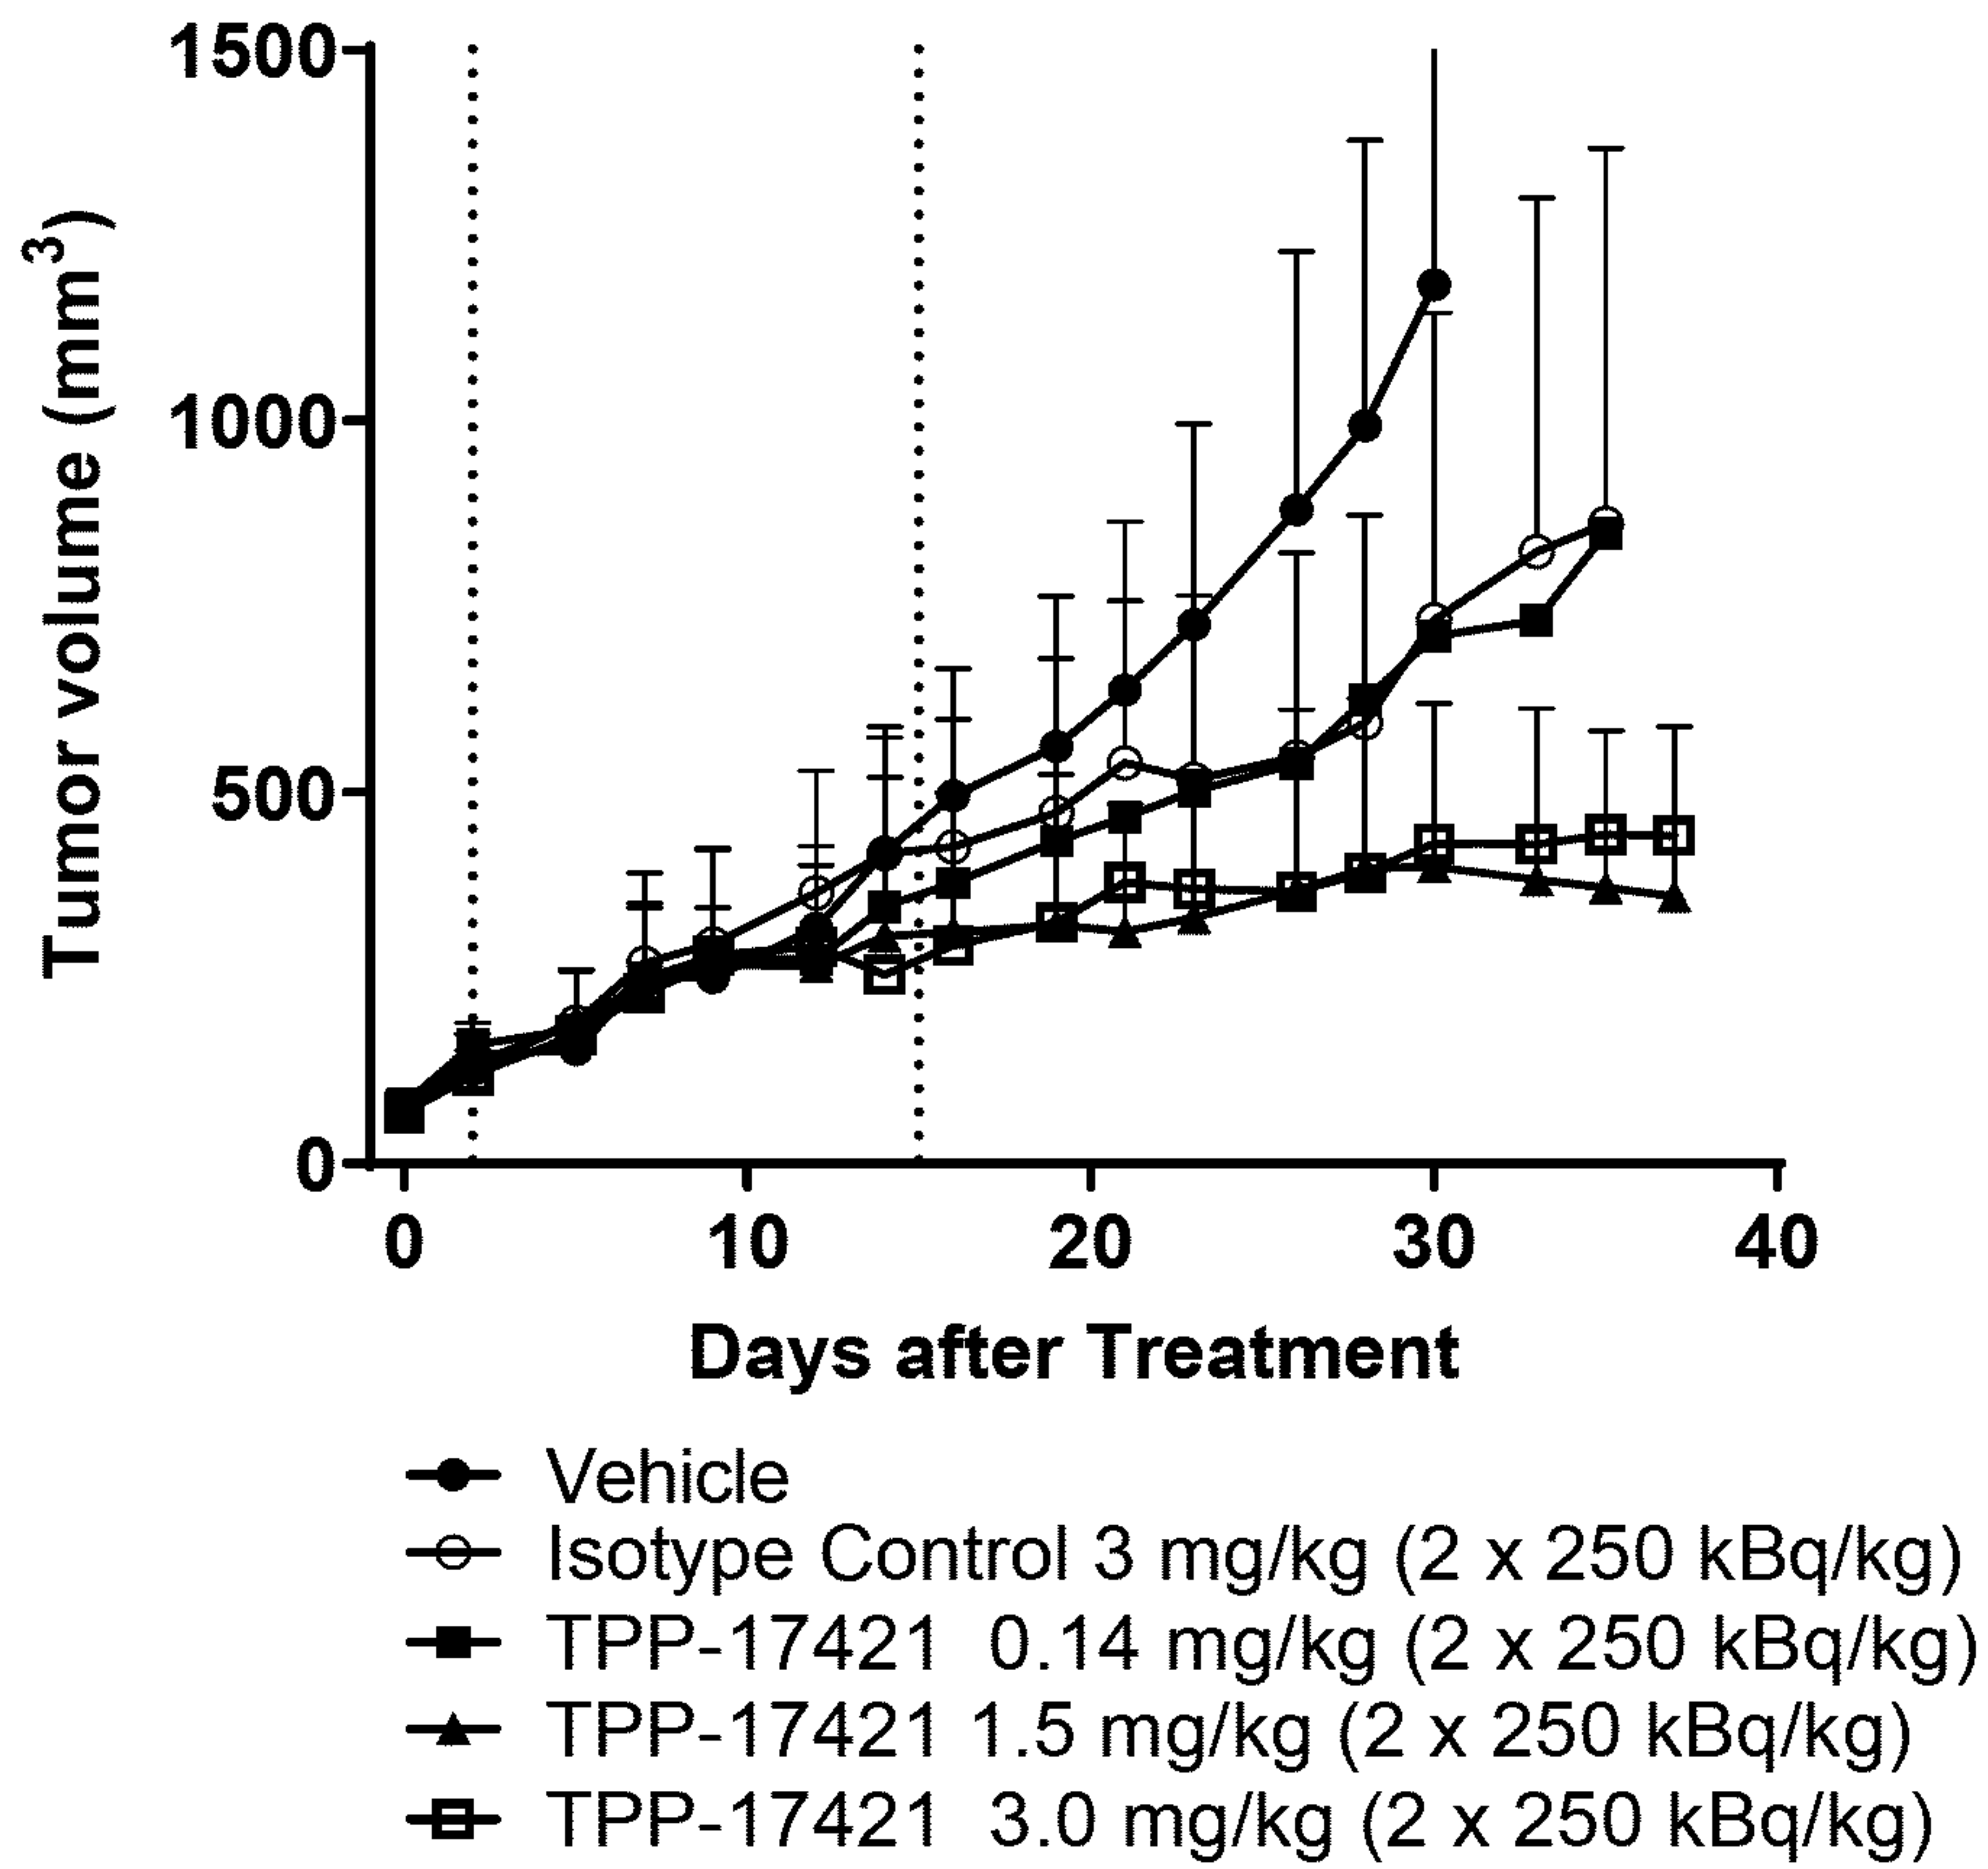 Tumor volume (mm³)
1500
1000
500
0
0 10 20 30 40
Days after Treatment
Vehicle
Isotype Control 3 mg/kg (2 x 250 kBq/kg)
TPP-17421 0.14 mg/kg (2 x 250 kBq/kg)
TPP-17421 1.5 mg/kg (2 x 250 kBq/kg)
TPP-17421 3.0 mg/kg (2 x 250 kBq/kg)